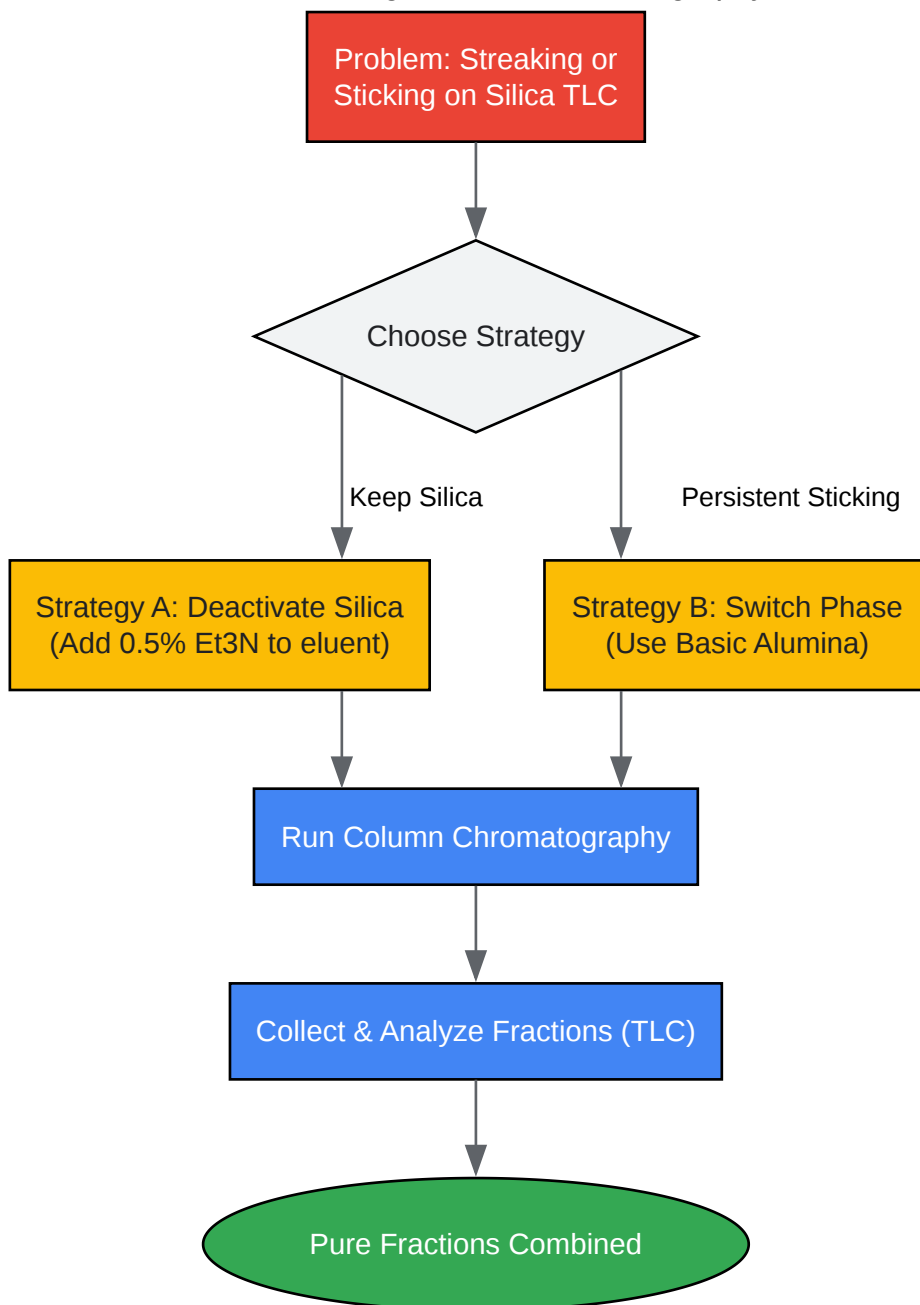 Problem: Streaking or
Sticking on Silica TLC
Choose Strategy
Keep Silica
Persistent Sticking
Strategy A: Deactivate Silica
(Add 0.5% Et3N to eluent)
Strategy B: Switch Phase
(Use Basic Alumina)
Run Column Chromatography
Collect & Analyze Fractions (TLC)
Pure Fractions Combined